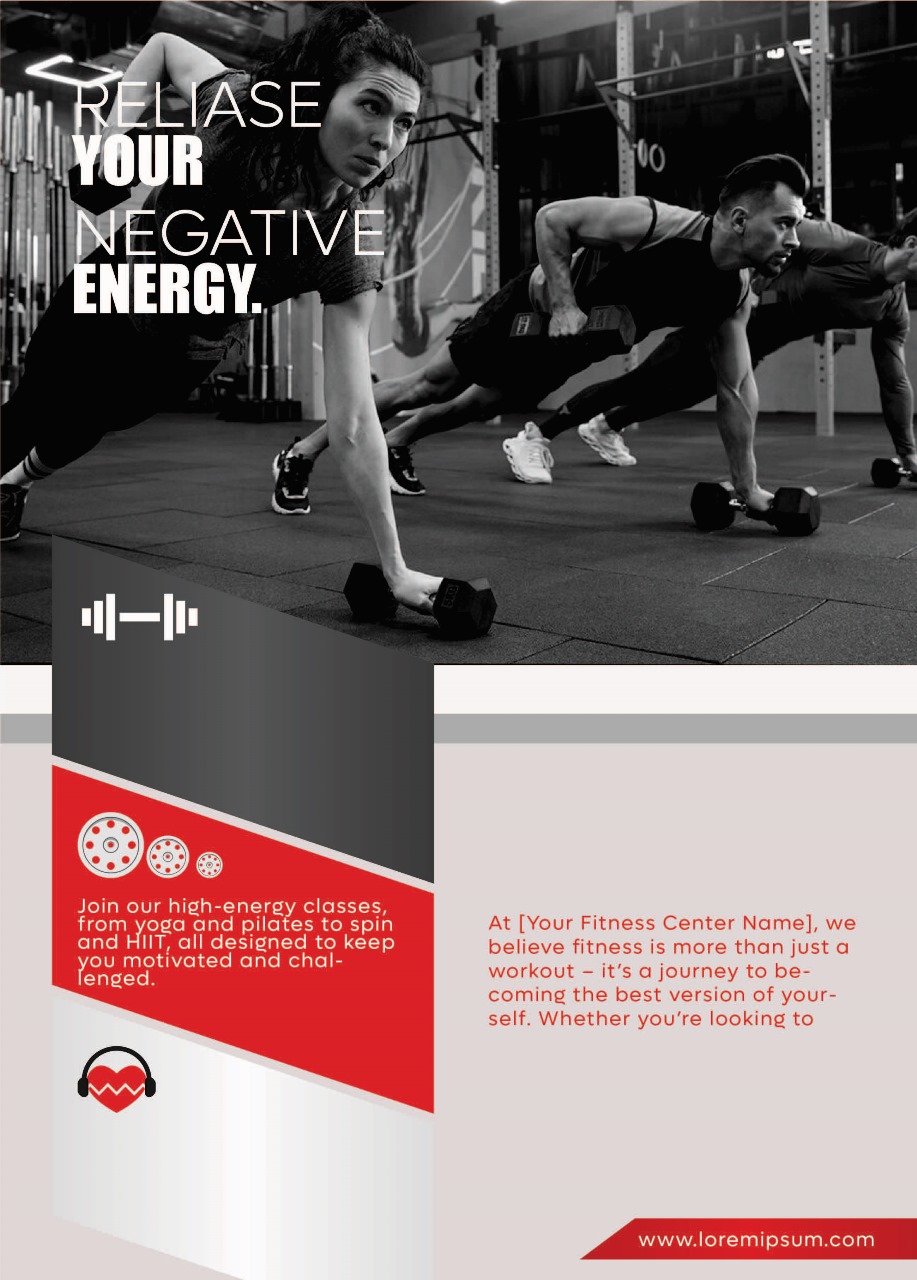 RELIASE
YOUR
NEGATIVE
ENERGY.
Join our high-energy classes,
from yoga and pilates to spin
and HIIT, all designed to keep
you motivated and chal-
lenged.
At [Your Fitness Center Name], we
believe fitness is more than just a
workout – it's a journey to be-
coming the best version of your-
self. Whether you're looking to
www.loremipsum.com